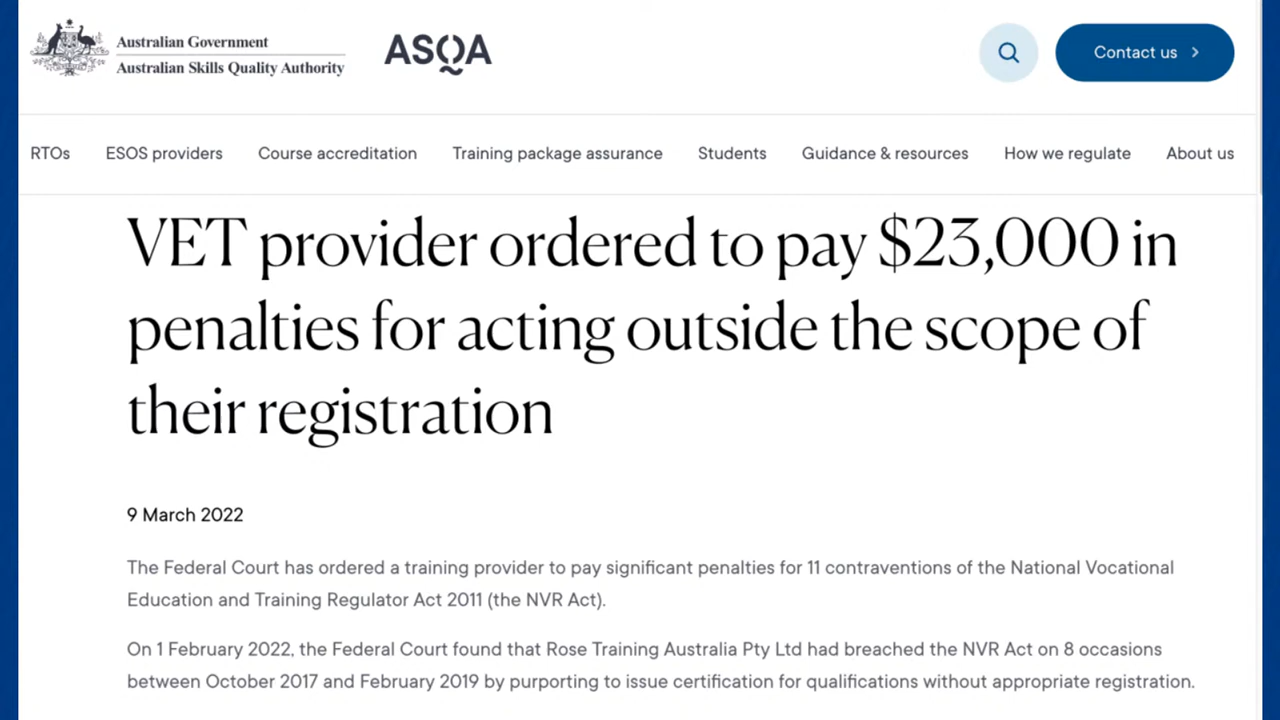 Australian Government
Australian Skills Quality Authority
ASQA
Contact us
RTOs ESOS providers Course accreditation Training package assurance Students Guidance & resources How we regulate About us
VET provider ordered to pay $23,000 in
penalties for acting outside the scope of
their registration
9 March 2022
The Federal Court has ordered a training provider to pay significant penalties for 11 contraventions of the National Vocational
Education and Training Regulator Act 2011 (the NVR Act).
On 1 February 2022, the Federal Court found that Rose Training Australia Pty Ltd had breached the NVR Act on 8 occasions
between October 2017 and February 2019 by purporting to issue certification for qualifications without appropriate registration.